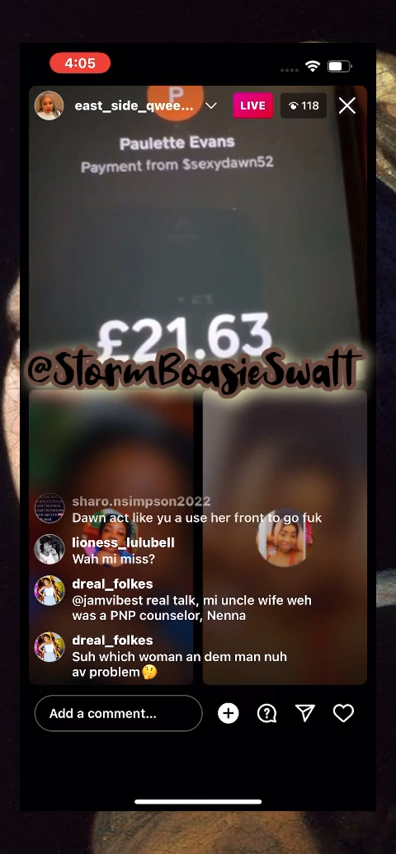 4:05
east_side_qwee...
LIVE
118
P
Paulette Evans
Payment from $sexydawn52
£21.63
@StormBoasieSwatt
sharo.nsimpson2022
Dawn act like yu a use her front to go fuk
lioness_lulubell
Wah mi miss?
dreal_folkes
@jamvibest real talk, mi uncle wife weh
was a PNP counselor, Nenna
dreal_folkes
Suh which woman an dem man nuh
av problem🤔
Add a comment...